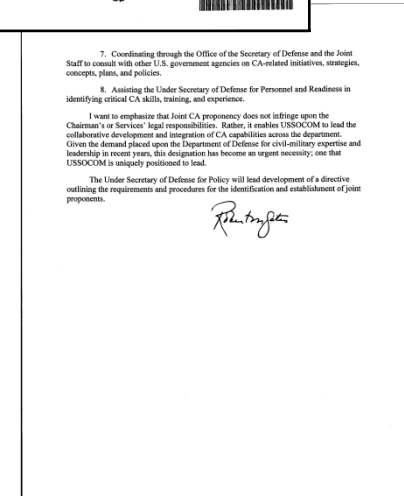 7. Coordinating through the Office of the Secretary of Defense and the Joint
Staff to consult with other U.S. government agencies on CA-related initiatives, strategies,
concepts, plans, and policies.
8. Assisting the Under Secretary of Defense for Personnel and Readiness in
identifying critical CA skills, training, and experience.
I want to emphasize that Joint CA proponency does not infringe upon the
Chairman's or Services' legal responsibilities. Rather, it enables USSOCOM to lead the
collaborative development and integration of CA capabilities across the department.
Given the demand placed upon the Department of Defense for civil-military expertise and
leadership in recent years, this designation has become an urgent necessity; one that
USSOCOM is uniquely positioned to lead.
The Under Secretary of Defense for Policy will lead development of a directive
outlining the requirements and procedures for the identification and establishment of joint
proponents.